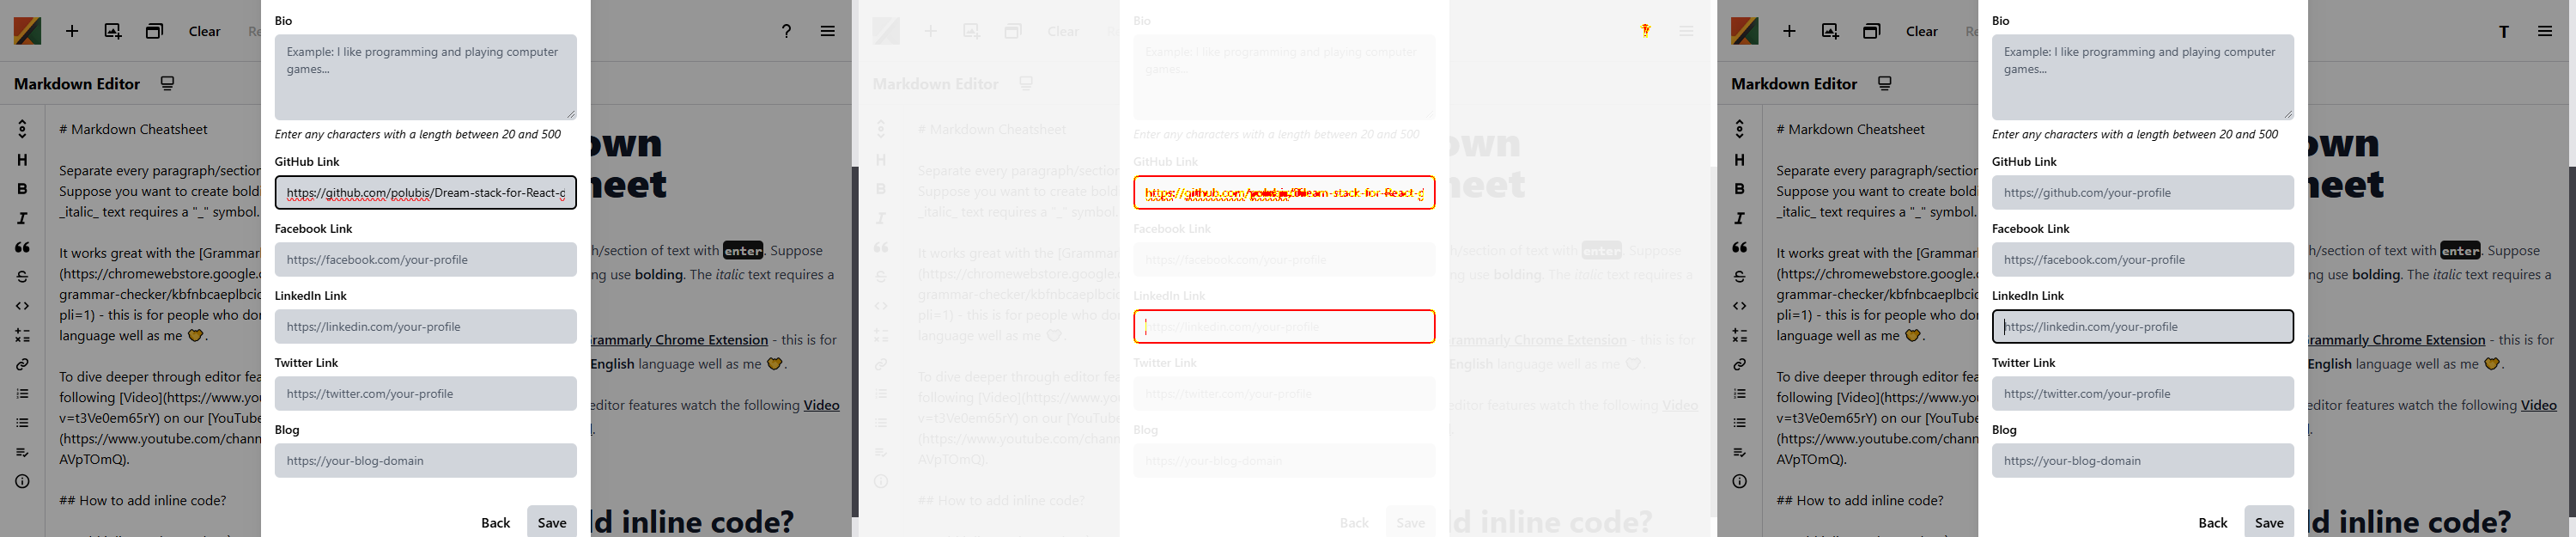 Clear Re ?
Markdown Editor
# Markdown Cheatsheet
Separate every paragraph/section
Suppose you want to create bold
_italic_ text requires a "_" symbol.
It works great with the [Grammar
(https://chromewebstore.google.c
grammar-checker/kbfnbcaeplbcic
pli=1) - this is for people who don
language well as me
To dive deeper through editor fea
following [Video](https://www.you
v=t3Ve0em65rY) on our [YouTube
(https://www.youtube.com/chann
AVpTOmQ).
## How to add inline code?
Bio
Example: I like programming and playing computer
games...
Enter any characters with a length between 20 and 500
GitHub Link
https://github.com/polubis/Dream-stack-for-React-d
Facebook Link
https://facebook.com/your-profile
LinkedIn Link
https://linkedin.com/your-profile
Twitter Link
https://twitter.com/your-profile
Blog
https://your-blog-domain
Back Save
own
heet
h/section of text with enter. Suppose
ng use bolding. The italic text requires a
Grammarly Chrome Extension - this is for
English language well as me
editor features watch the following Video
l.
dd inline code?
Clear
Markdown Editor
# Markdown Cheatsheet
Separate every paragraph/section
Suppose you want to create bold
_italic_ text requires a "_" symbol.
It works great with the [Grammar
(https://chromewebstore.google.c
grammar-checker/kbfnbcaeplbcic
pli=1) - this is for people who don
language well as me
To dive deeper through editor fea
following [Video](https://www.you
v=t3Ve0em65rY) on our [YouTube
(https://www.youtube.com/chann
AVpTOmQ).
## How to add inline code?
Bio
Example: I like programming and playing computer
games...
Enter any characters with a length between 20 and 500
GitHub Link
Facebook Link
https://facebook.com/your-profile
LinkedIn Link
https://linkedin.com/your-profile
Twitter Link
https://twitter.com/your-profile
Blog
https://your-blog-domain
Back Save
own
heet
h/section of text with enter. Suppose
ng use bolding. The italic text requires a
Grammarly Chrome Extension - this is for
English language well as me
editor features watch the following Video
l.
dd inline code?
Clear Re T
Markdown Editor
# Markdown Cheatsheet
Separate every paragraph/section
Suppose you want to create bold
_italic_ text requires a "_" symbol.
It works great with the [Grammar
(https://chromewebstore.google.c
grammar-checker/kbfnbcaeplbcic
pli=1) - this is for people who don
language well as me
To dive deeper through editor fea
following [Video](https://www.you
v=t3Ve0em65rY) on our [YouTube
(https://www.youtube.com/chann
AVpTOmQ).
## How to add inline code?
Bio
Example: I like programming and playing computer
games...
Enter any characters with a length between 20 and 500
GitHub Link
https://github.com/your-profile
Facebook Link
https://facebook.com/your-profile
LinkedIn Link
https://linkedin.com/your-profile
Twitter Link
https://twitter.com/your-profile
Blog
https://your-blog-domain
Back Save
own
heet
h/section of text with enter. Suppose
ng use bolding. The italic text requires a
Grammarly Chrome Extension - this is for
English language well as me
editor features watch the following Video
l.
dd inline code?